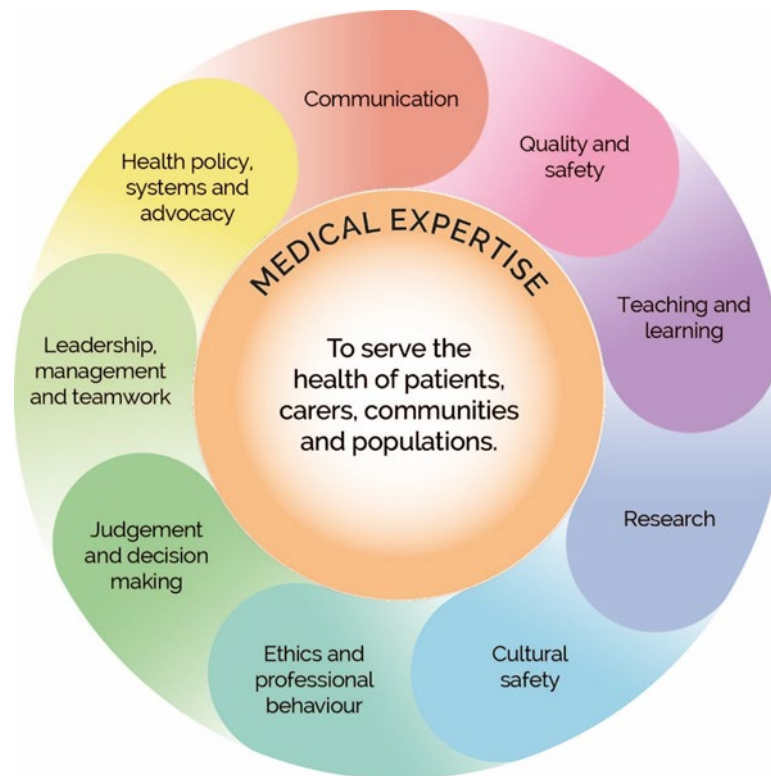 Communication
Quality and
safety
Teaching and
learning
Research
Cultural
safety
Ethics and
professional
behaviour
Judgement
and decision
making
Leadership,
management
and teamwork
Health policy,
systems and
advocacy
MEDICAL EXPERTISE
To serve the
health of patients,
carers, communities
and populations.